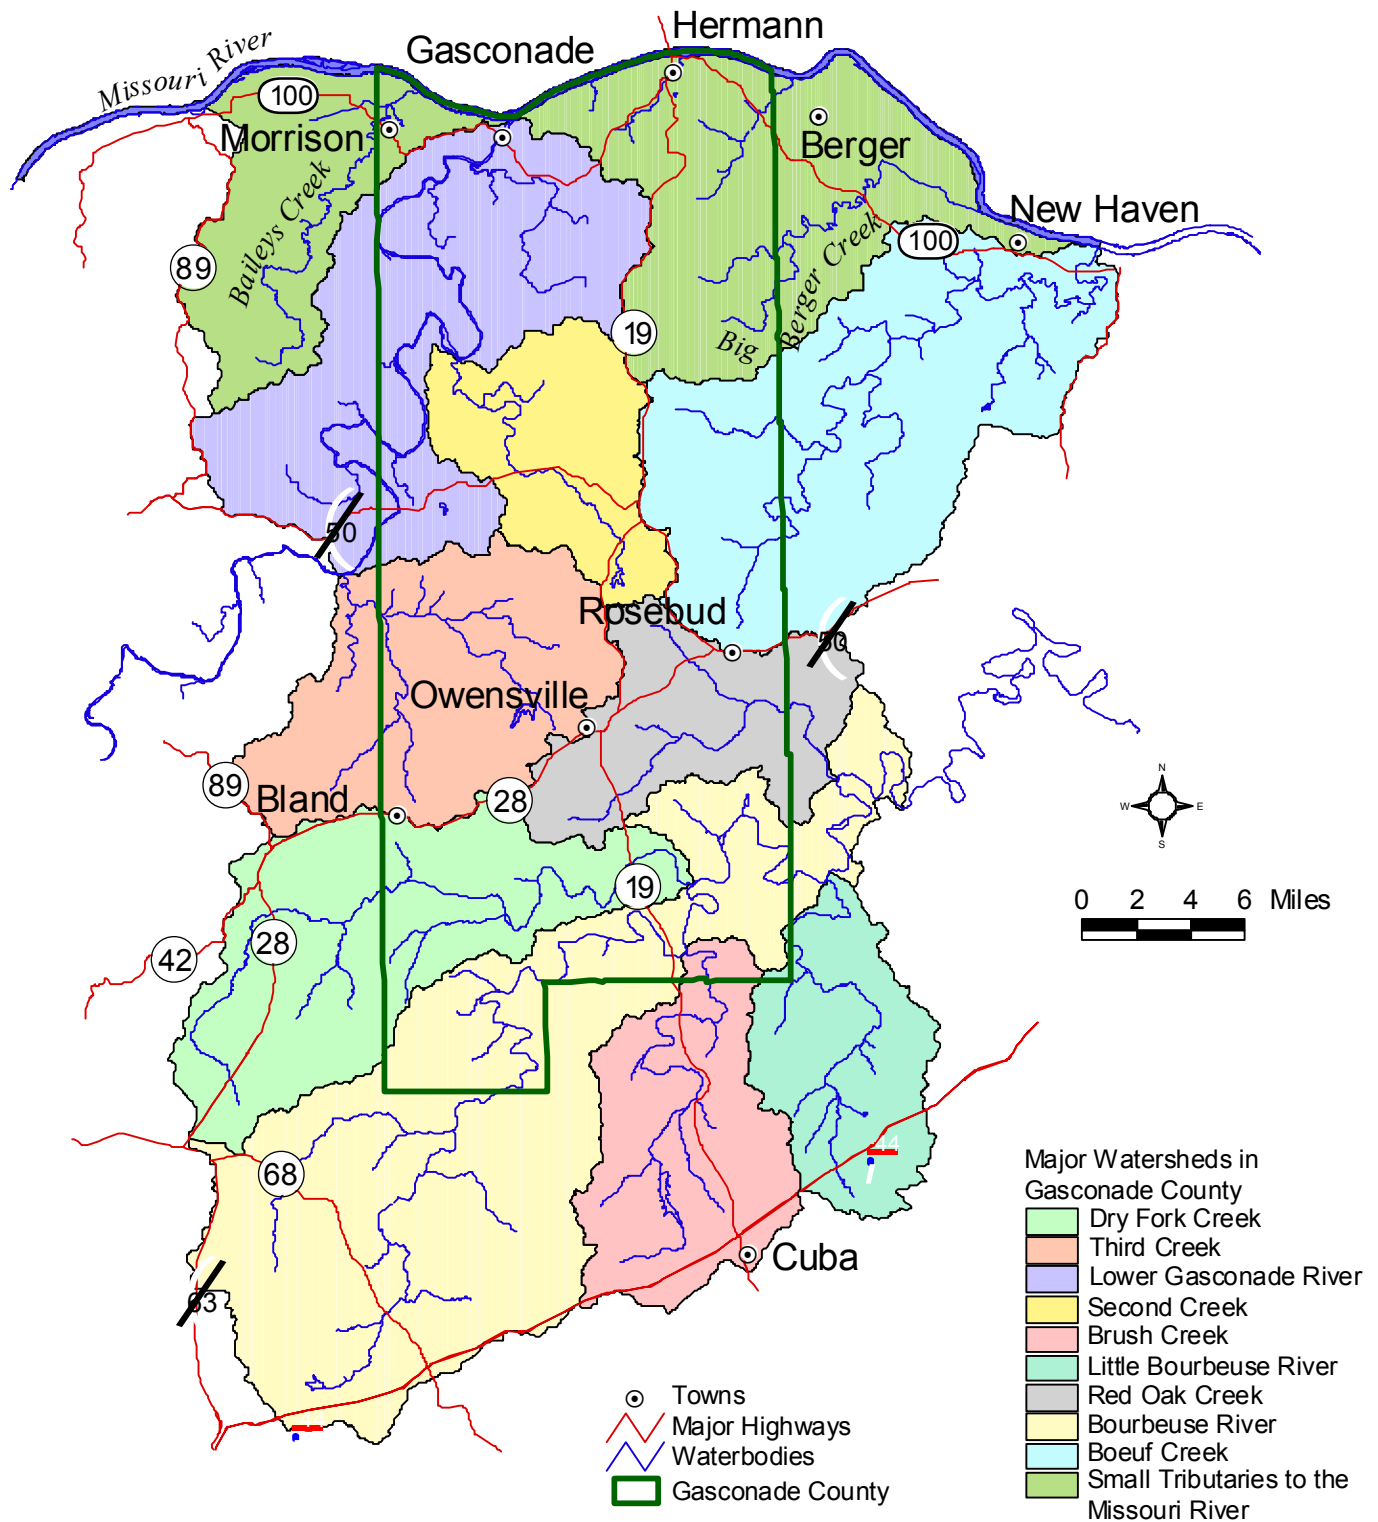 Hermann
Gasconade
Missouri River
100
Morrison
Berger
Baileys Creek
New Haven
100
89
Big
Berger Creek
19
50
Rosebud
50
Owensville
89
Bland
28
N
W E
S
19
0 2 4 6 Miles
42
28
44
68
Cuba
63
Major Watersheds in
Gasconade County
Dry Fork Creek
Third Creek
Lower Gasconade River
Second Creek
Brush Creek
Little Bourbeuse River
Red Oak Creek
Bourbeuse River
Boeuf Creek
Small Tributaries to the
Missouri River
Towns
Major Highways
Waterbodies
Gasconade County